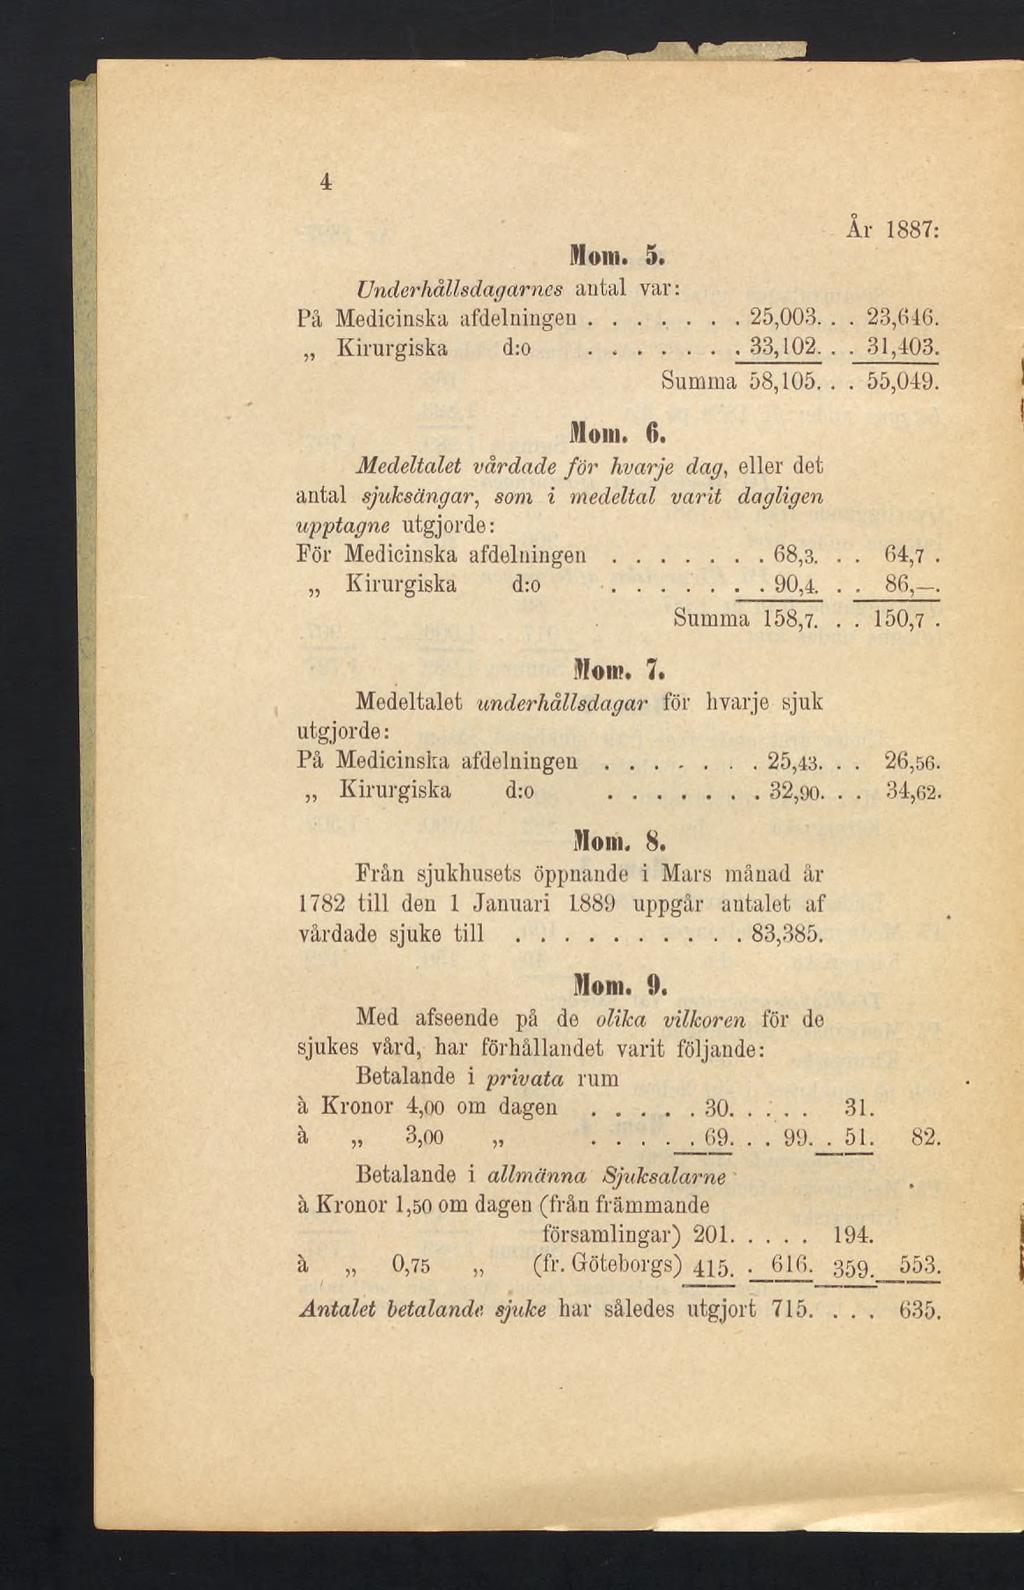 4
År 1887:
Mom. 5.
Underhållsdagarnes antal var:
På Medicinska afdelningen . . . . . . . 25,003. . . 23,646.
„ Kirurgiska d:o . . . . . . . 33,102. . . 31,403.
Summa 58,105. . . 55,049.
Mom. 6.
Medeltalet vårdade för hvarje dag, eller det
antal sjuksängar, som i medeltal varit dagligen
upptagne utgjorde:
För Medicinska afdelningen . . . . . . . 68,3. . . 64,7 .
„ Kirurgiska d:o . . . . . . . 90,4. . . 86,—.
Summa 158,7. . . 150,7 .
Mom. 7.
Medeltalet underhållsdagar för hvarje sjuk
utgjorde:
På Medicinska afdelningen . . . . . . . 25,43. . . 26,56.
„ Kirurgiska d:o . . . . . . . 32,90. . . 34,62.
Mom. 8.
Från sjukhusets öppnande i Mars månad år
1782 till den 1 Januari 1889 uppgår antalet af
vårdade sjuke till . . . . . . . . . . 83,385.
Mom. 9.
Med afseende på de olika vilkoren för de
sjukes vård, har förhållandet varit följande:
Betalande i privata rum
à Kronor 4,00 om dagen . . . . . 30. . . . . 31.
à „ 3,00 „ . . . . . 69. . . 99. . 51. 82.
Betalande i allmänna Sjuksalarne
à Kronor 1,50 om dagen (från främmande
församlingar) 201. . . . . 194.
à „ 0,75 „ (fr. Göteborgs) 415. . 616. 359. 553.
Antalet betalande sjuke har således utgjort 715. . . . 635.